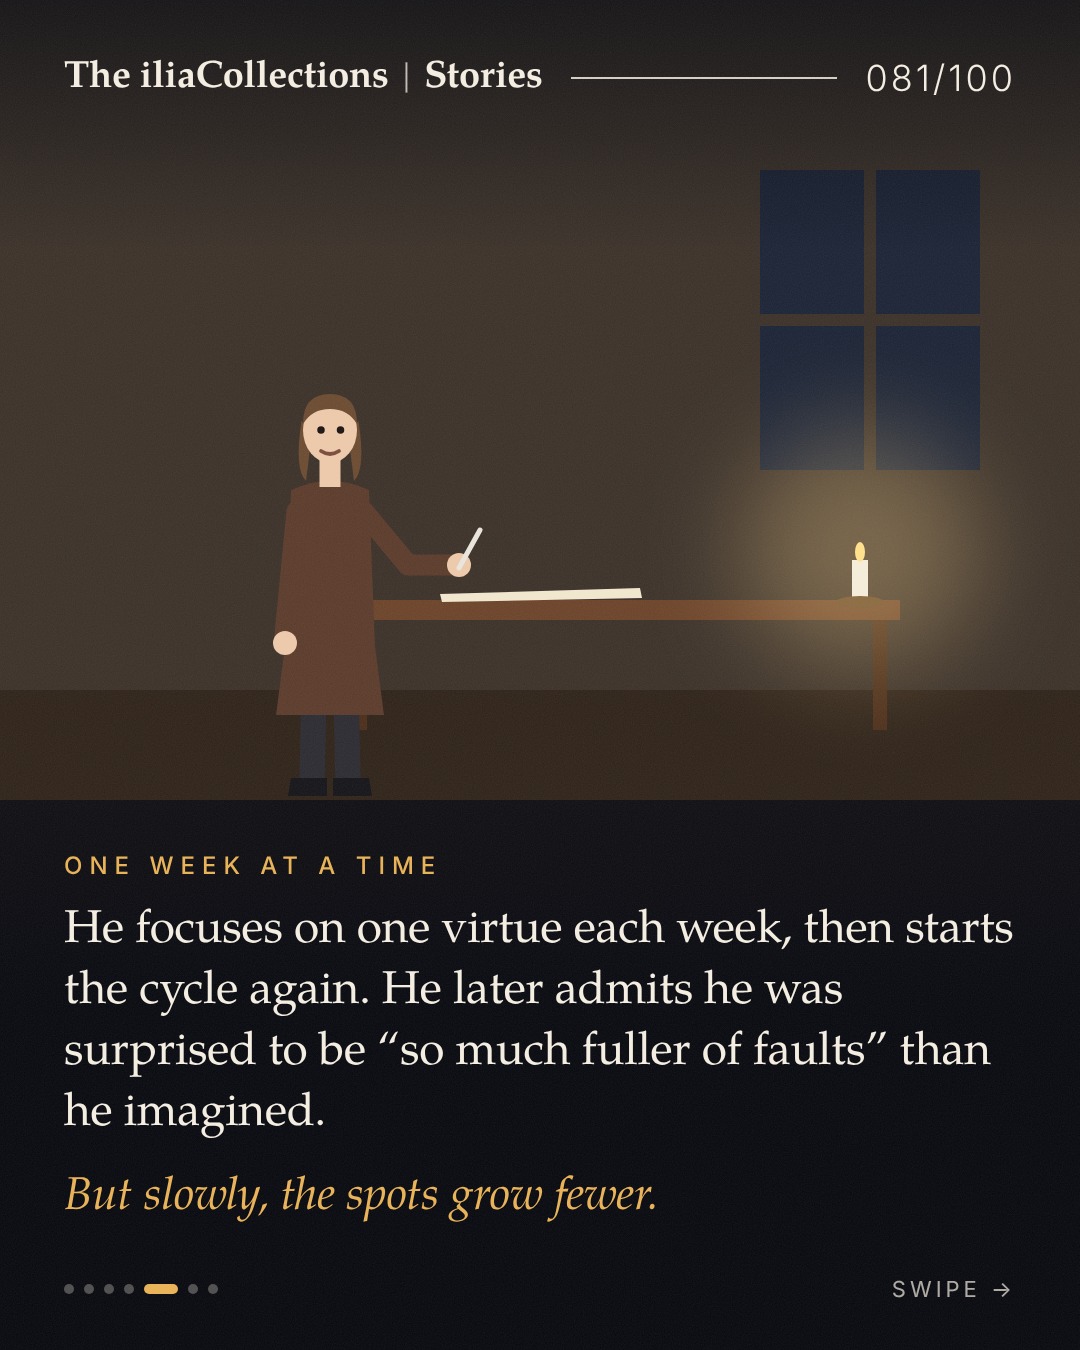 The iliaCollections | Stories
081/100
ONE WEEK AT A TIME
He focuses on one virtue each week, then starts
the cycle again. He later admits he was
surprised to be “so much fuller of faults” than
he imagined.
But slowly, the spots grow fewer.
SWIPE →